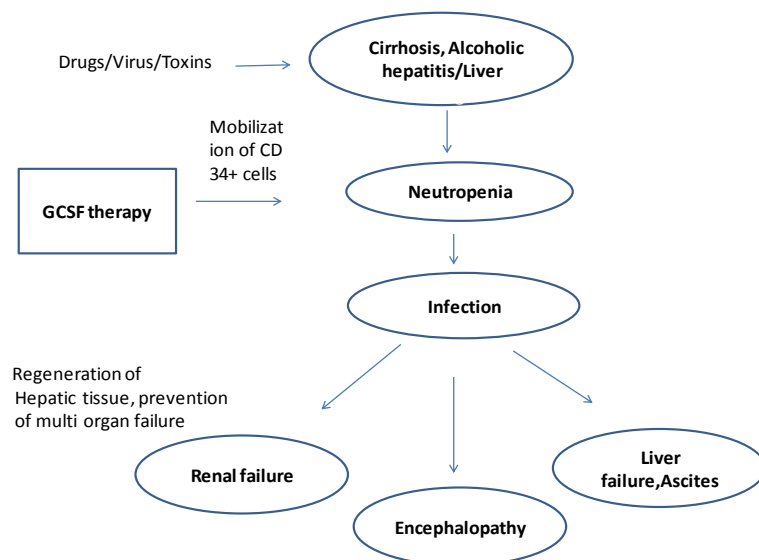 Cirrhosis, Alcoholic
hepatitis/Liver
Drugs/Virus/Toxins
Mobilizat
ion of CD
34+ cells
GCSF therapy
Neutropenia
Infection
Regeneration of
Hepatic tissue, prevention
of multi organ failure
Renal failure
Liver
failure,Ascites
Encephalopathy